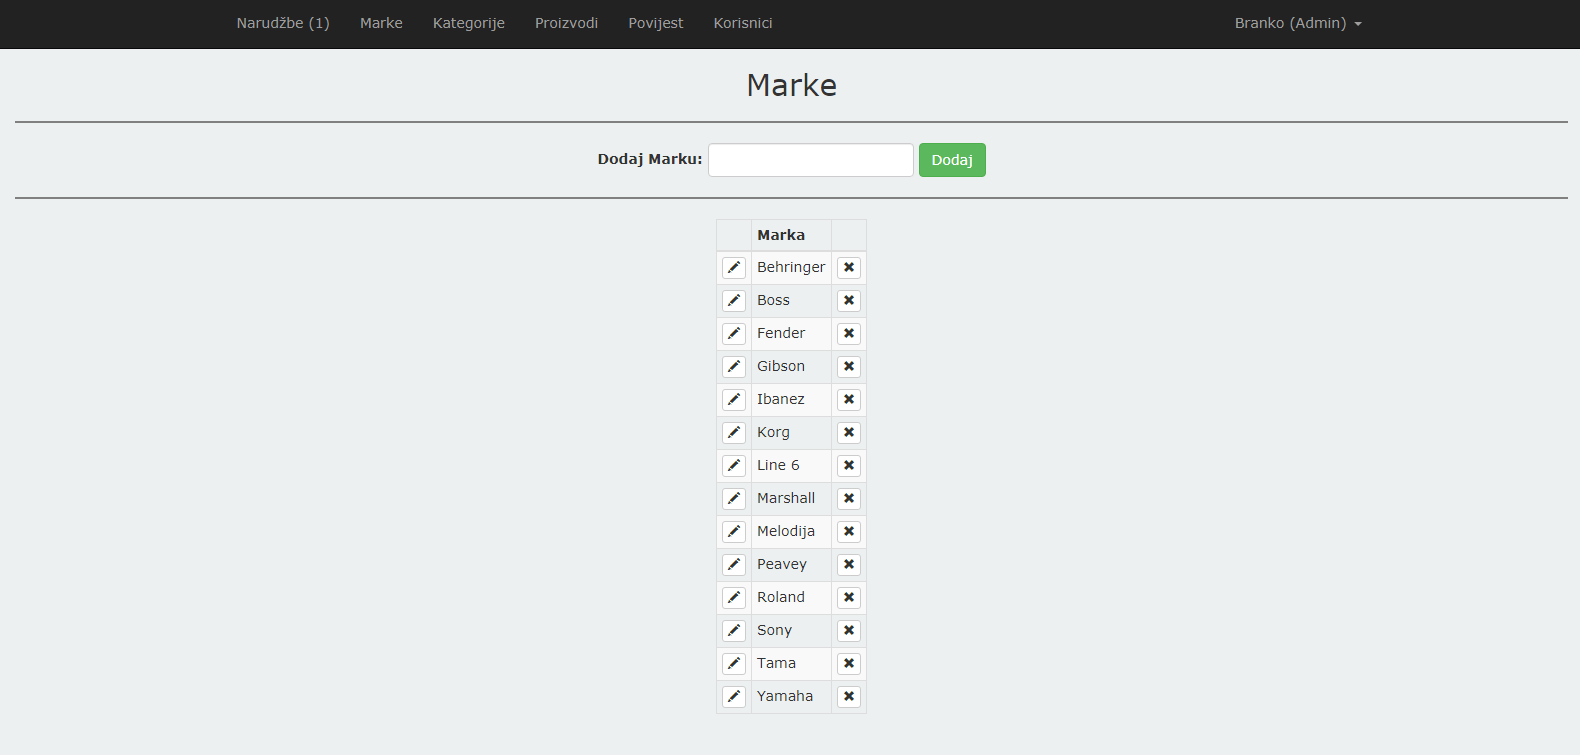 Narudžbe (1) Marke Kategorije Proizvodi Povijest Korisnici Branko (Admin)
Marke
Dodaj Marku: Dodaj
Marka
Behringer
Boss
Fender
Gibson
Ibanez
Korg
Line 6
Marshall
Melodija
Peavey
Roland
Sony
Tama
Yamaha